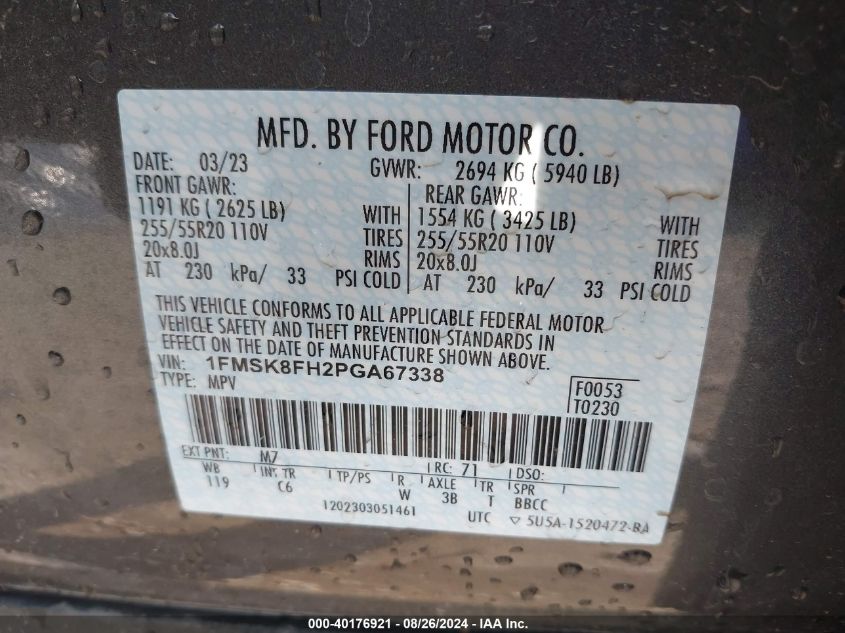 MFD. BY FORD MOTOR CO.
DATE: 03/23 GVWR: 2694 KG ( 5940 LB)
FRONT GAWR: REAR GAWR:
1191 KG ( 2625 LB) WITH 1554 KG ( 3425 LB) WITH
255/55R20 110V TIRES 255/55R20 110V TIRES
20x8.0J RIMS 20x8.0J RIMS
AT 230 kPa/ 33 PSI COLD AT 230 kPa/ 33 PSI COLD
THIS VEHICLE CONFORMS TO ALL APPLICABLE FEDERAL MOTOR
VEHICLE SAFETY AND THEFT PREVENTION STANDARDS IN
EFFECT ON THE DATE OF MANUFACTURE SHOWN ABOVE.
VIN: 1FMSK8FH2PGA67338
TYPE: MPV
F0053
T0230
EXT PNT: M7 RC: 71 DSO:
WB INT TR TP/PS R AXLE TR SPR
119 C6 W 3B T BBCC
1202303051461 UTC ▽ 5U5A-1520472-BA
000-40176921 - 08/26/2024 - IAA Inc.